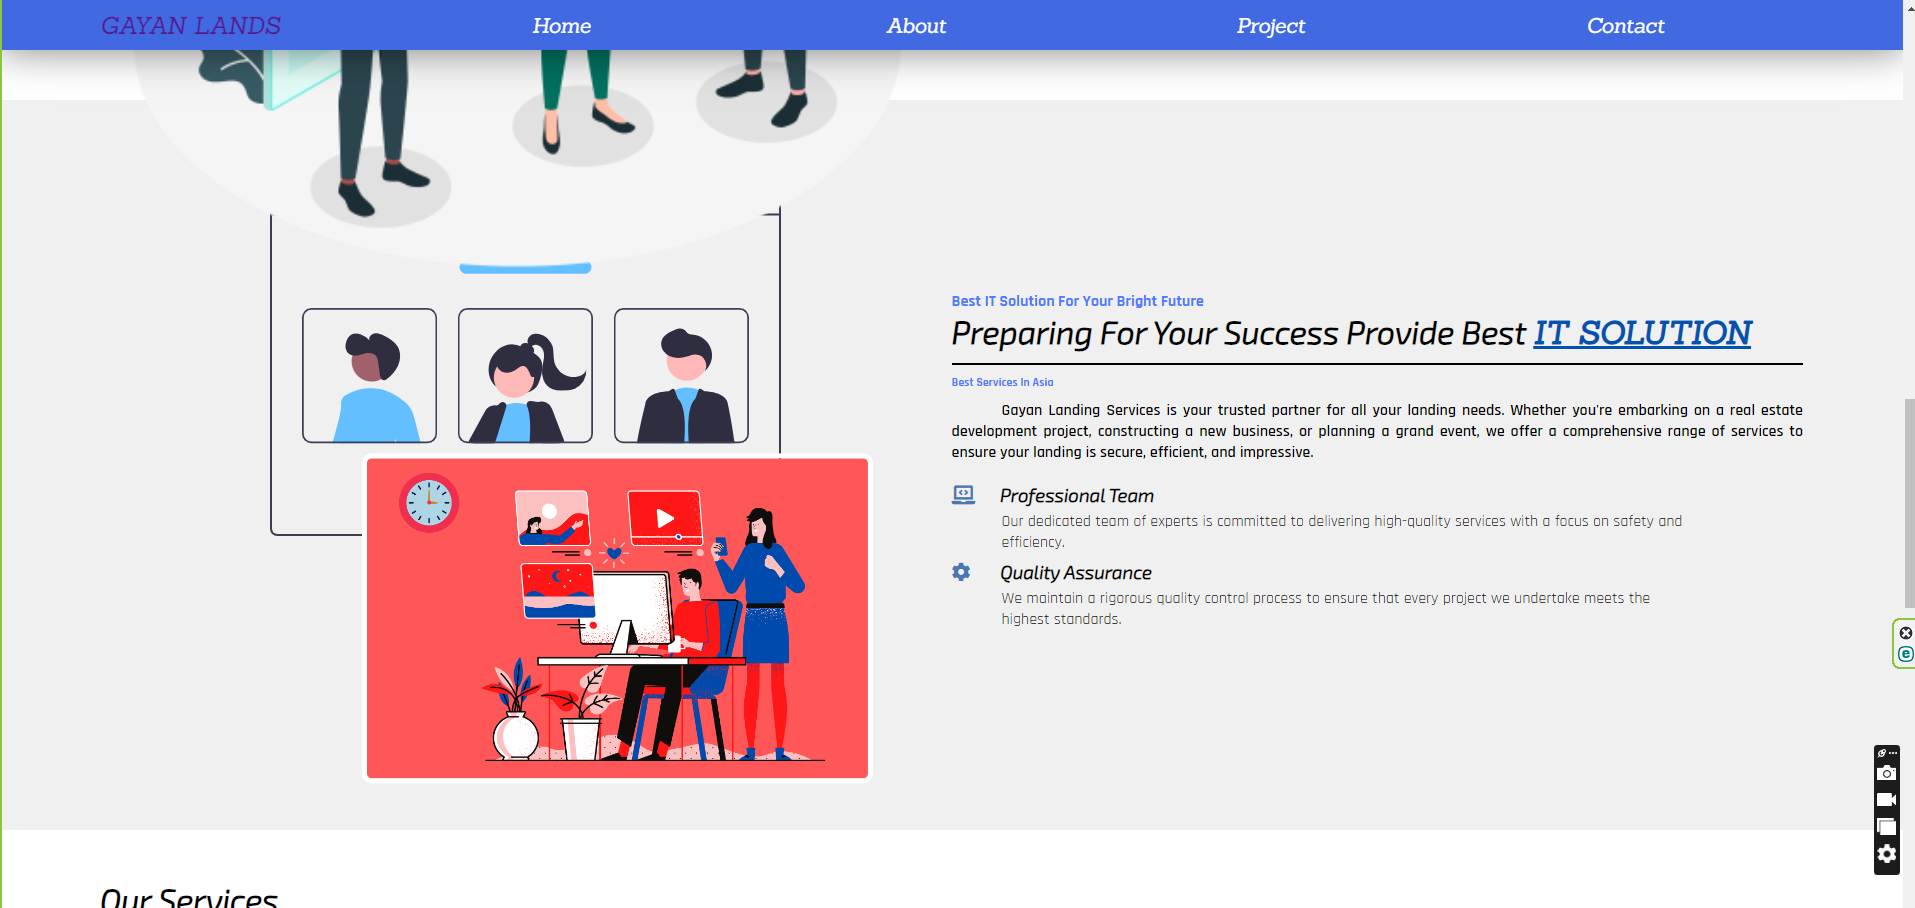 GAYAN LANDS Home About Project Contact
Best IT Solution For Your Bright Future
Preparing For Your Success Provide Best IT SOLUTION
Best Services In Asia
Gayan Landing Services is your trusted partner for all your landing needs. Whether you're embarking on a real estate
development project, constructing a new business, or planning a grand event, we offer a comprehensive range of services to
ensure your landing is secure, efficient, and impressive.
Professional Team
Our dedicated team of experts is committed to delivering high-quality services with a focus on safety and
efficiency.
Quality Assurance
We maintain a rigorous quality control process to ensure that every project we undertake meets the
highest standards.
Our Services